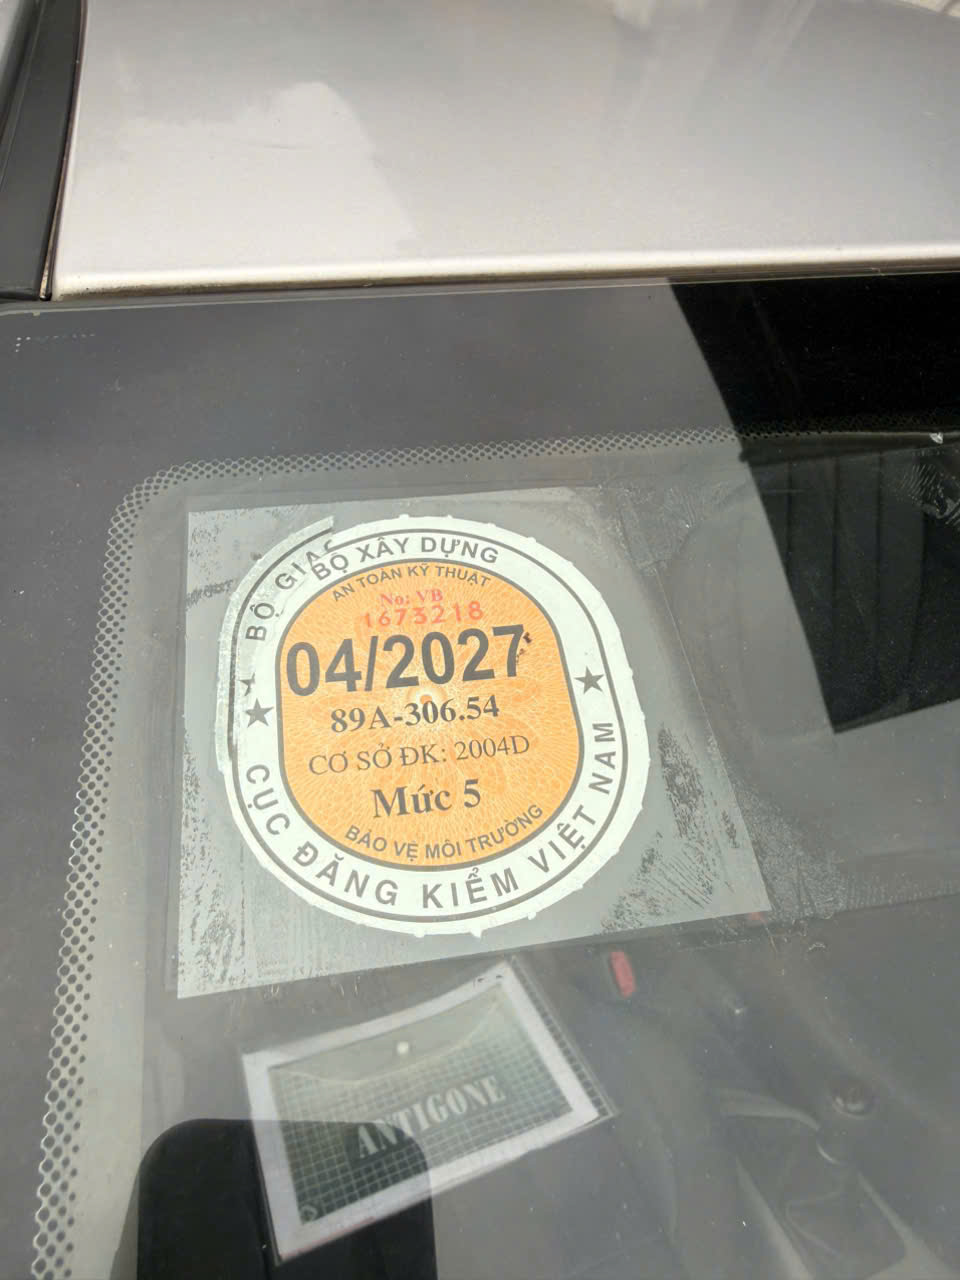 BỘ GIA
BỘ XÂY DỰNG
AN TOÀN KỸ THUẬT
No: VB
1673218
04/2027
89A-306.54
CƠ SỞ ĐK: 2004D
Mức 5
BẢO VỆ MÔI TRƯỜNG
CỤC ĐĂNG KIỂM VIỆT NAM
ANTIGONE